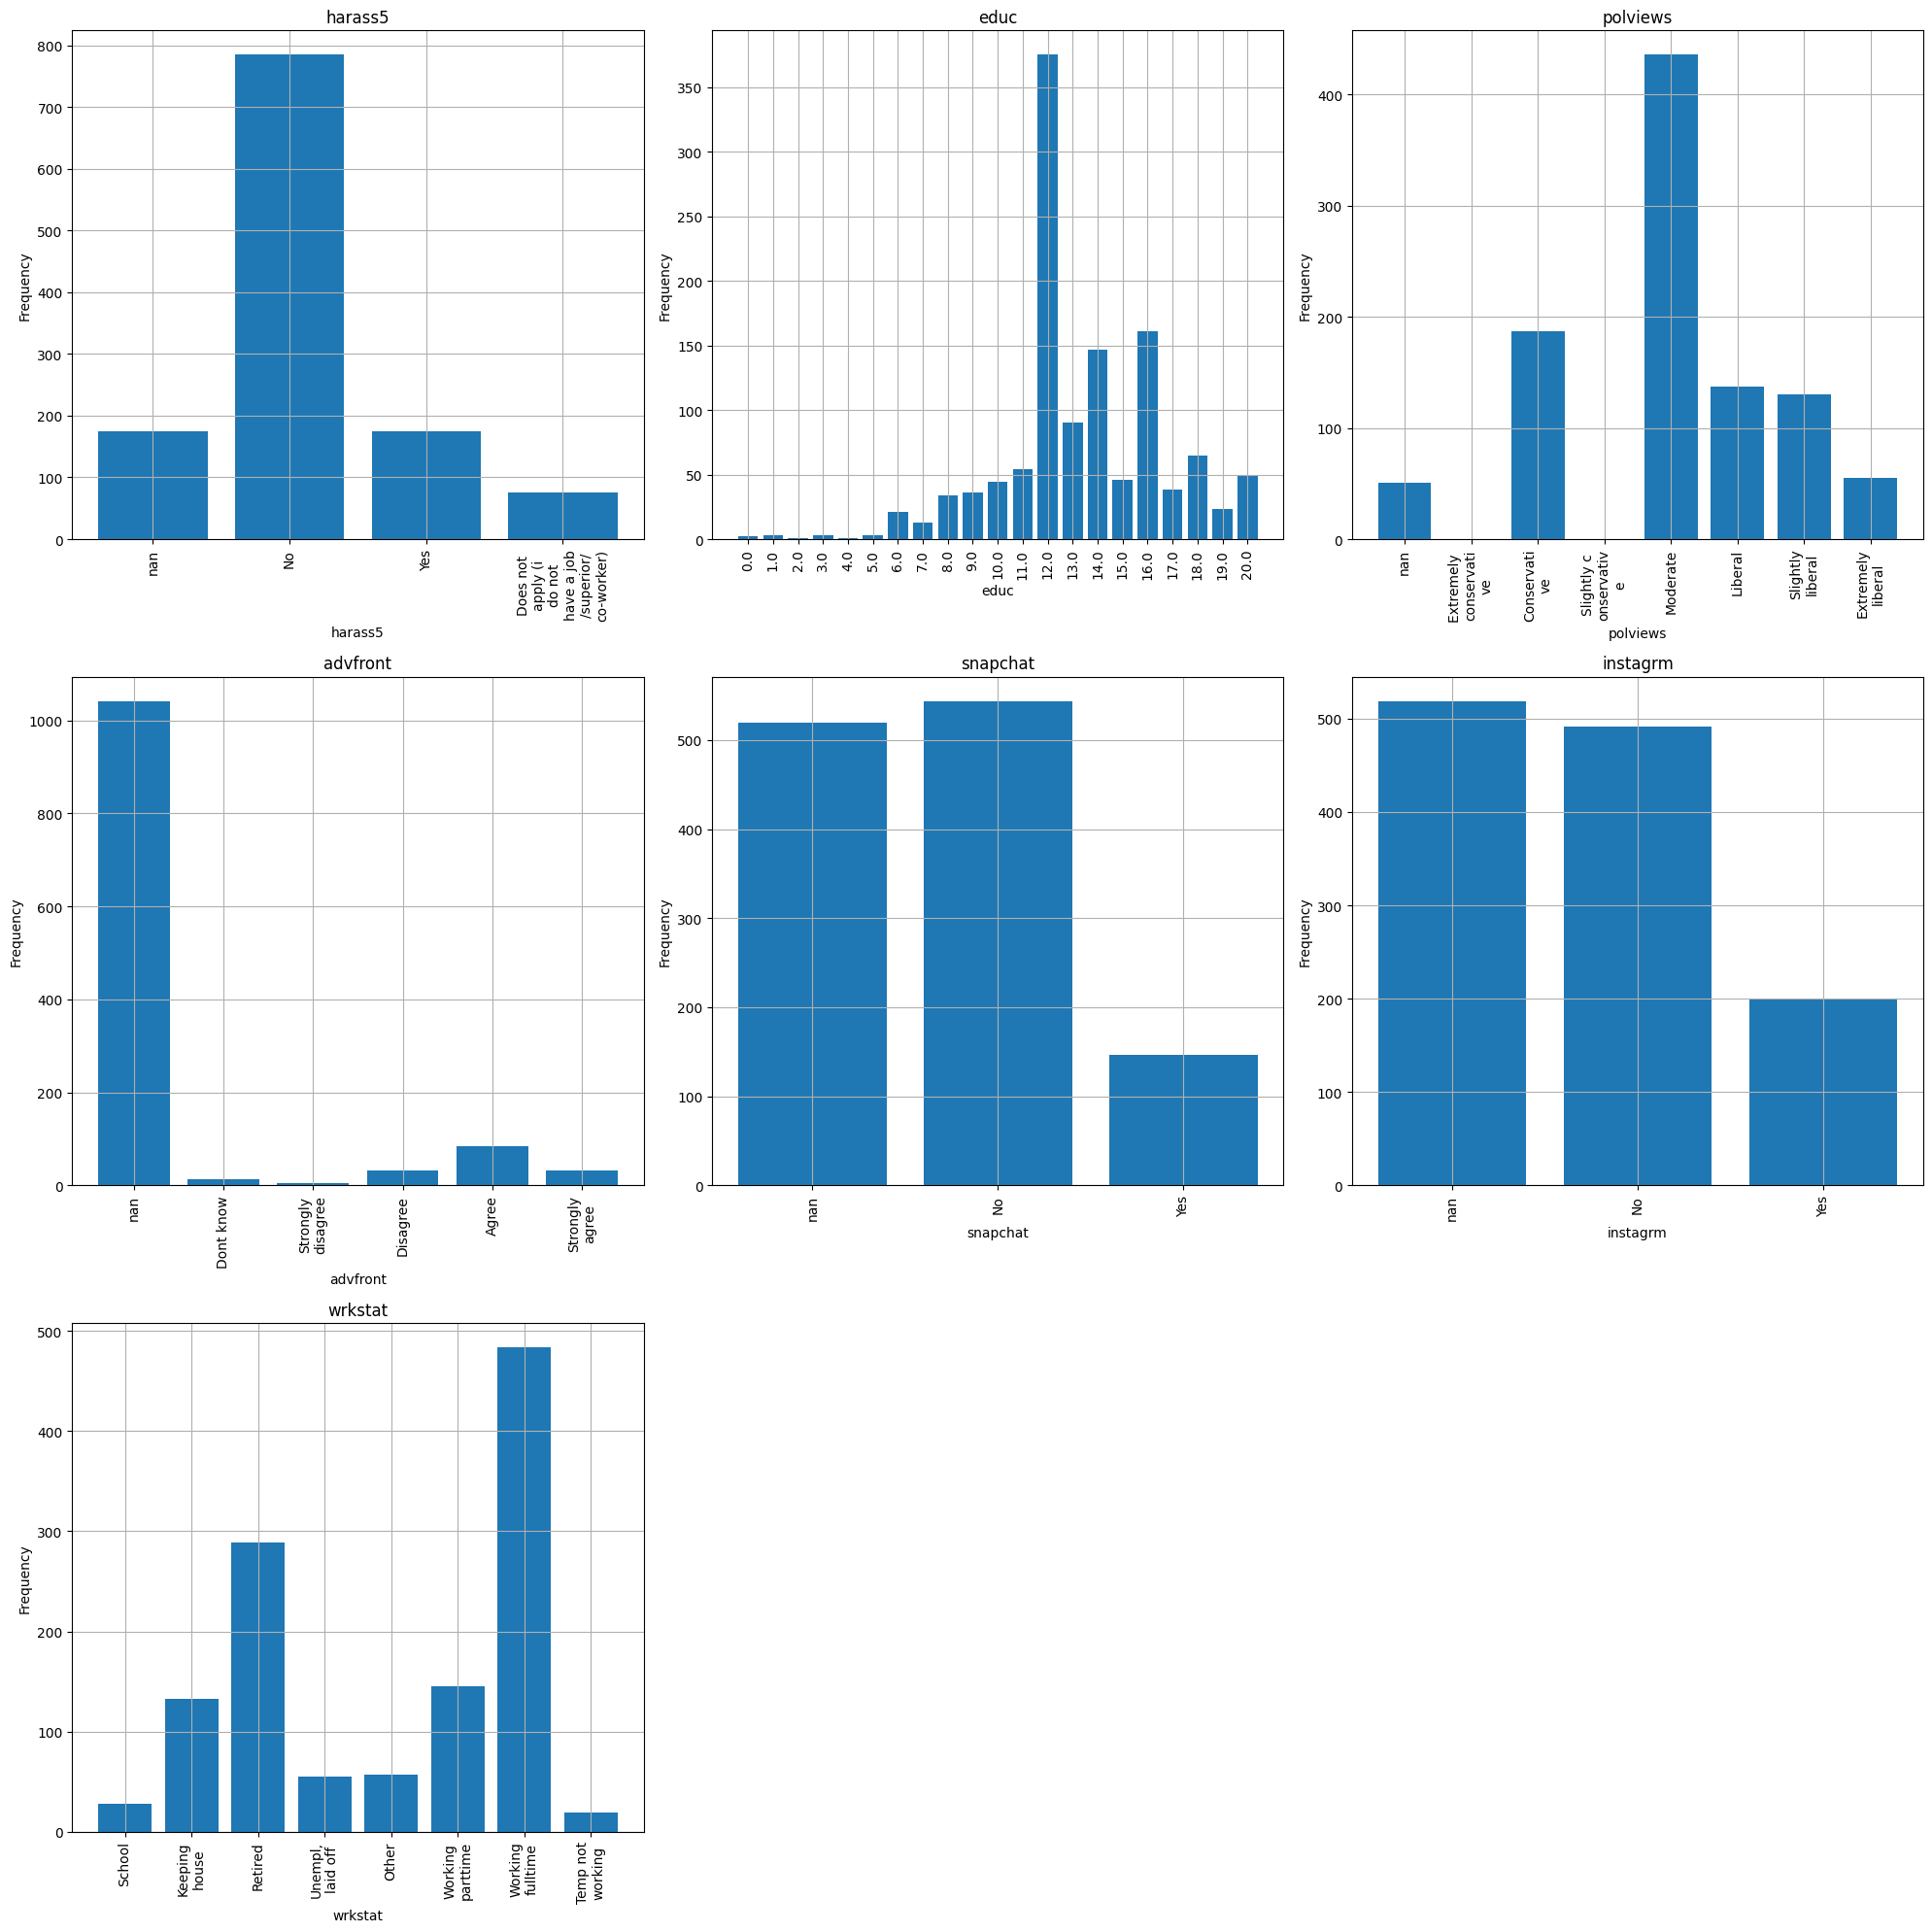 harass5
800
700
600
500
400
300
200
100
0
Frequency
nan
No
Yes
Does not
apply (i
do not
have a job
/superior/
co-worker)
harass5
educ
350
300
250
200
150
100
50
0
Frequency
0.0
1.0
2.0
3.0
4.0
5.0
6.0
7.0
8.0
9.0
10.0
11.0
12.0
13.0
14.0
15.0
16.0
17.0
18.0
19.0
20.0
educ
polviews
400
300
200
100
0
Frequency
nan
Extremely
conservati
ve
Conservati
ve
Slightly c
onservativ
e
Moderate
Liberal
Slightly
liberal
Extremely
liberal
polviews
advfront
1000
800
600
400
200
0
Frequency
nan
Dont know
Strongly
disagree
Disagree
Agree
Strongly
agree
advfront
snapchat
500
400
300
200
100
0
Frequency
nan
No
Yes
snapchat
instagrm
500
400
300
200
100
0
Frequency
nan
No
Yes
instagrm
wrkstat
500
400
300
200
100
0
Frequency
School
Keeping
house
Retired
Unempl,
laid off
Other
Working
parttime
Working
fulltime
Temp not
working
wrkstat